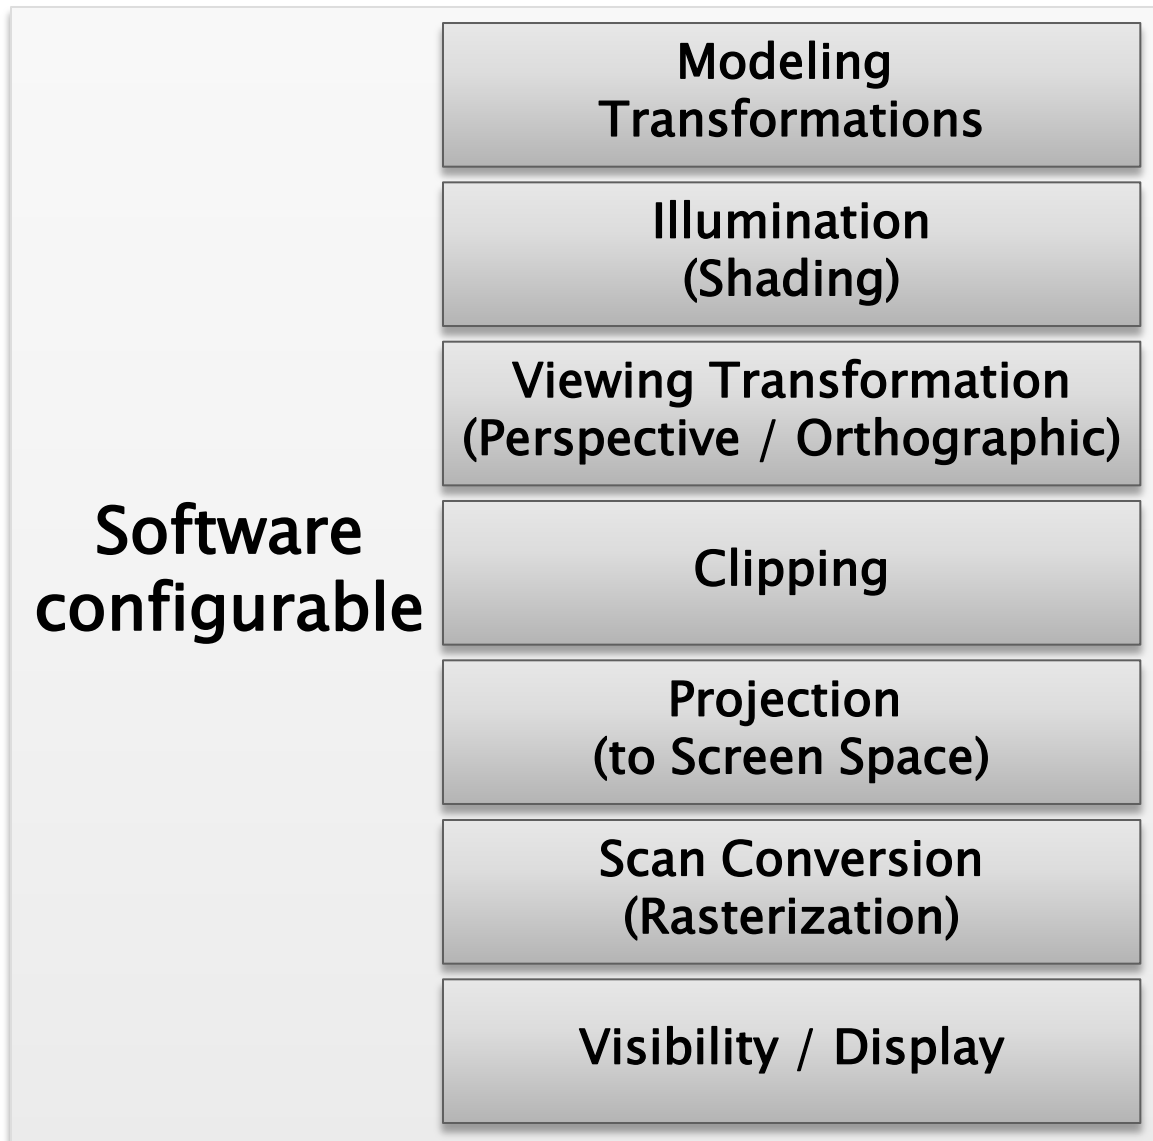 Software
configurable
Modeling
Transformations
Illumination
(Shading)
Viewing Transformation
(Perspective / Orthographic)
Clipping
Projection
(to Screen Space)
Scan Conversion
(Rasterization)
Visibility / Display